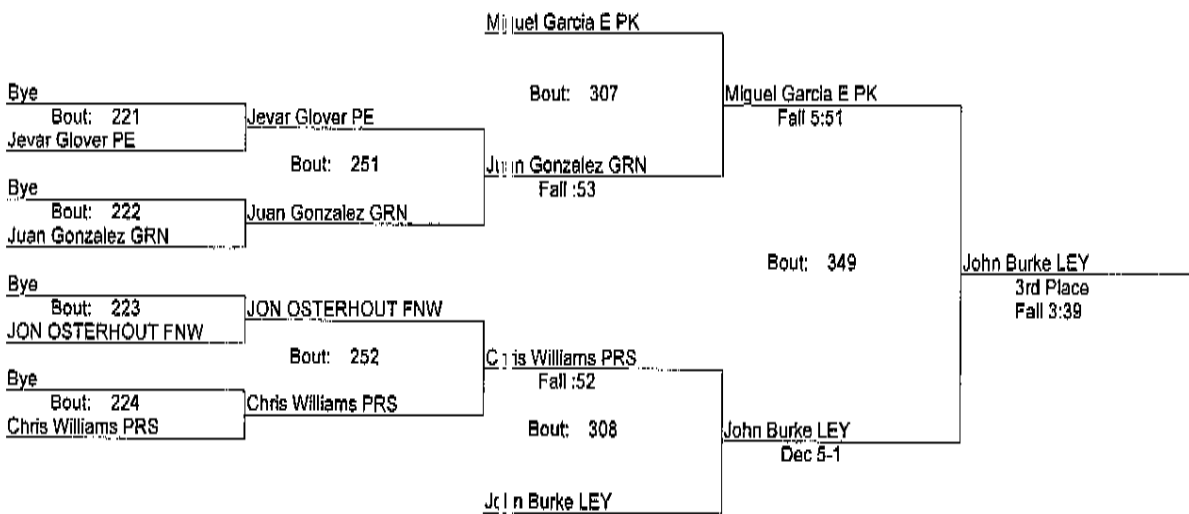 Miguel Garcia E PK
Bout: 307
Miguel Garcia E PK
Fall 5:51
Bye
Bout: 221
Jevar Glover PE
Jevar Glover PE
Bout: 251
Juan Gonzalez GRN
Fall :53
Bye
Bout: 222
Juan Gonzalez GRN
Juan Gonzalez GRN
Bout: 349
John Burke LEY
3rd Place
Fall 3:39
Bye
Bout: 223
JON OSTERHOUT FNW
JON OSTERHOUT FNW
Bout: 252
Chris Williams PRS
Fall :52
Bye
Bout: 224
Chris Williams PRS
Chris Williams PRS
Bout: 308
John Burke LEY
Dec 5-1
John Burke LEY